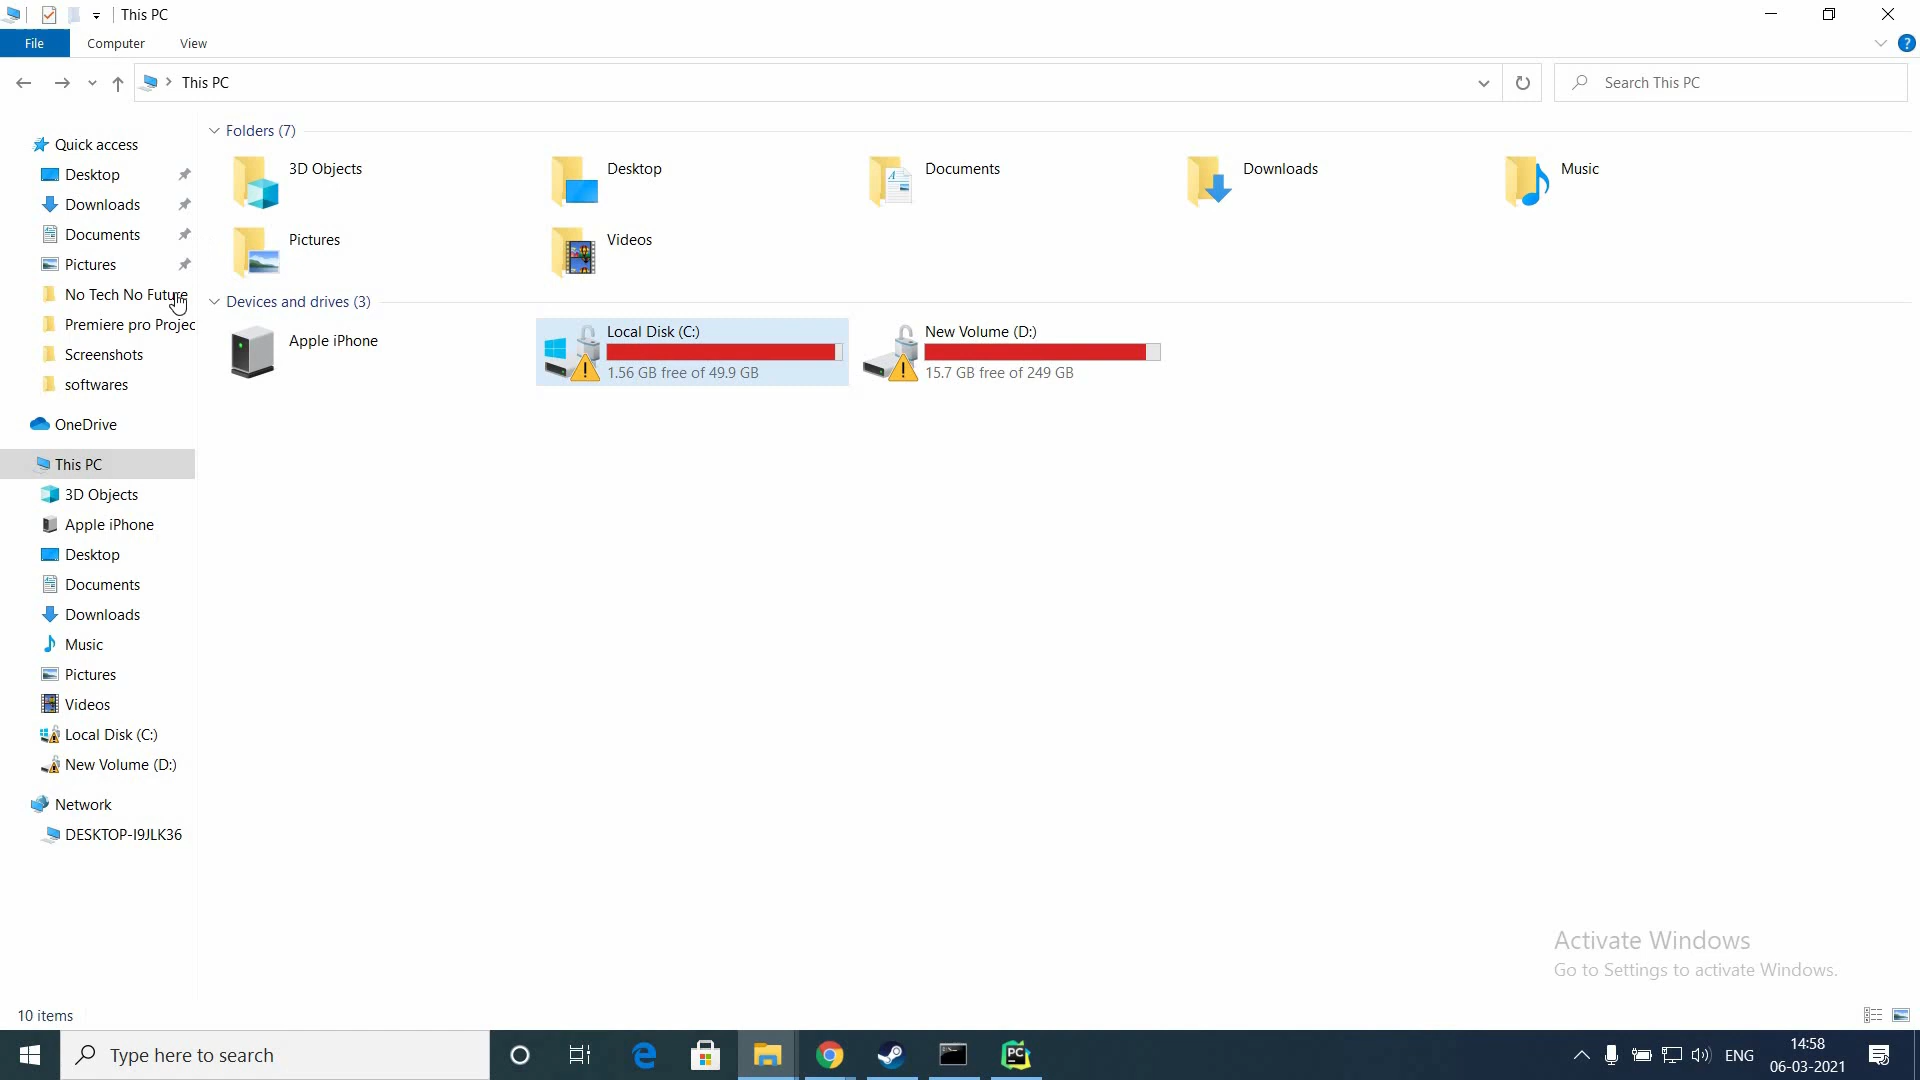 This PC
File Computer View
This PC
Search This PC
Quick access
Desktop
Downloads
Documents
Pictures
No Tech No Future
Premiere pro Projec
Screenshots
softwares
OneDrive
This PC
3D Objects
Apple iPhone
Desktop
Documents
Downloads
Music
Pictures
Videos
Local Disk (C:)
New Volume (D:)
Network
DESKTOP-I9JLK36
Folders (7)
3D Objects
Desktop
Documents
Downloads
Music
Pictures
Videos
Devices and drives (3)
Apple iPhone
Local Disk (C:)
1.56 GB free of 49.9 GB
New Volume (D:)
15.7 GB free of 249 GB
Activate Windows
Go to Settings to activate Windows.
10 items
Type here to search
PC
ENG
14:58
06-03-2021